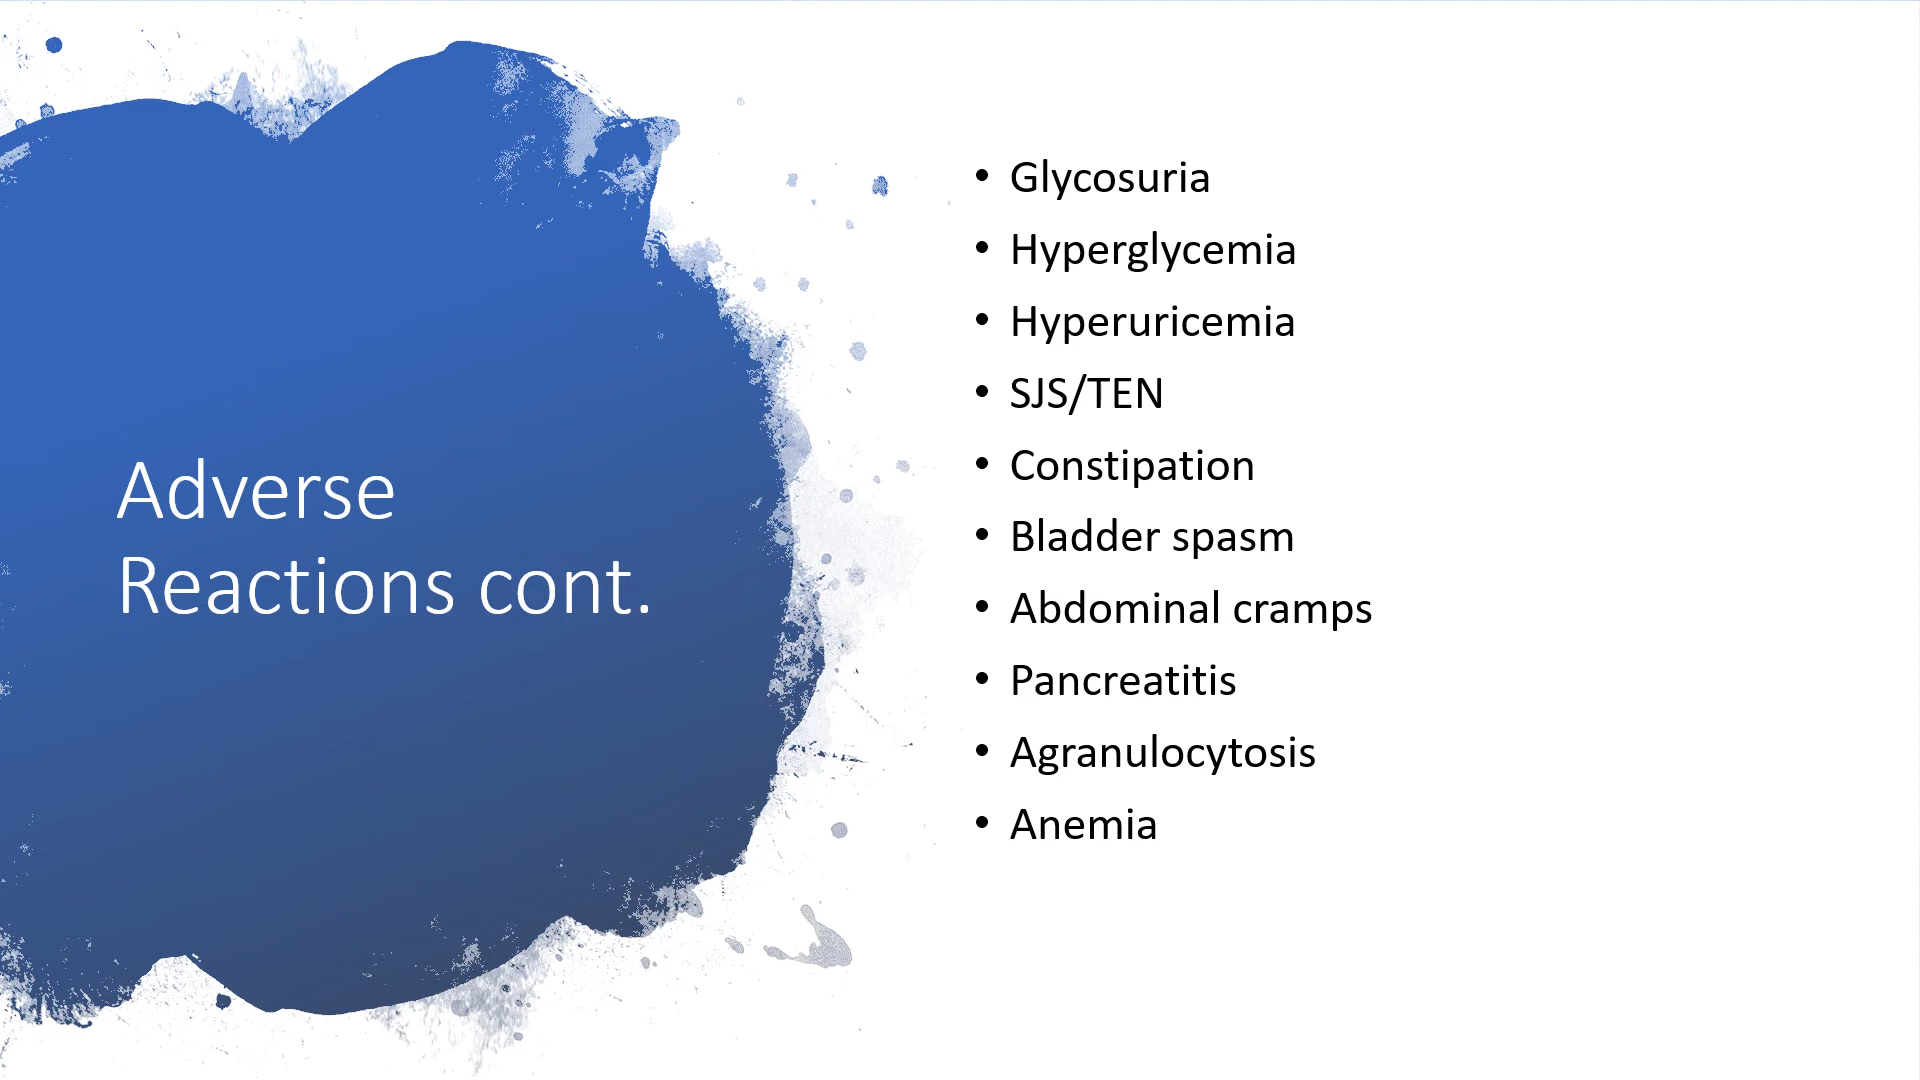 Adverse
Reactions cont.
• Glycosuria
• Hyperglycemia
• Hyperuricemia
• SJS/TEN
• Constipation
• Bladder spasm
• Abdominal cramps
• Pancreatitis
• Agranulocytosis
• Anemia